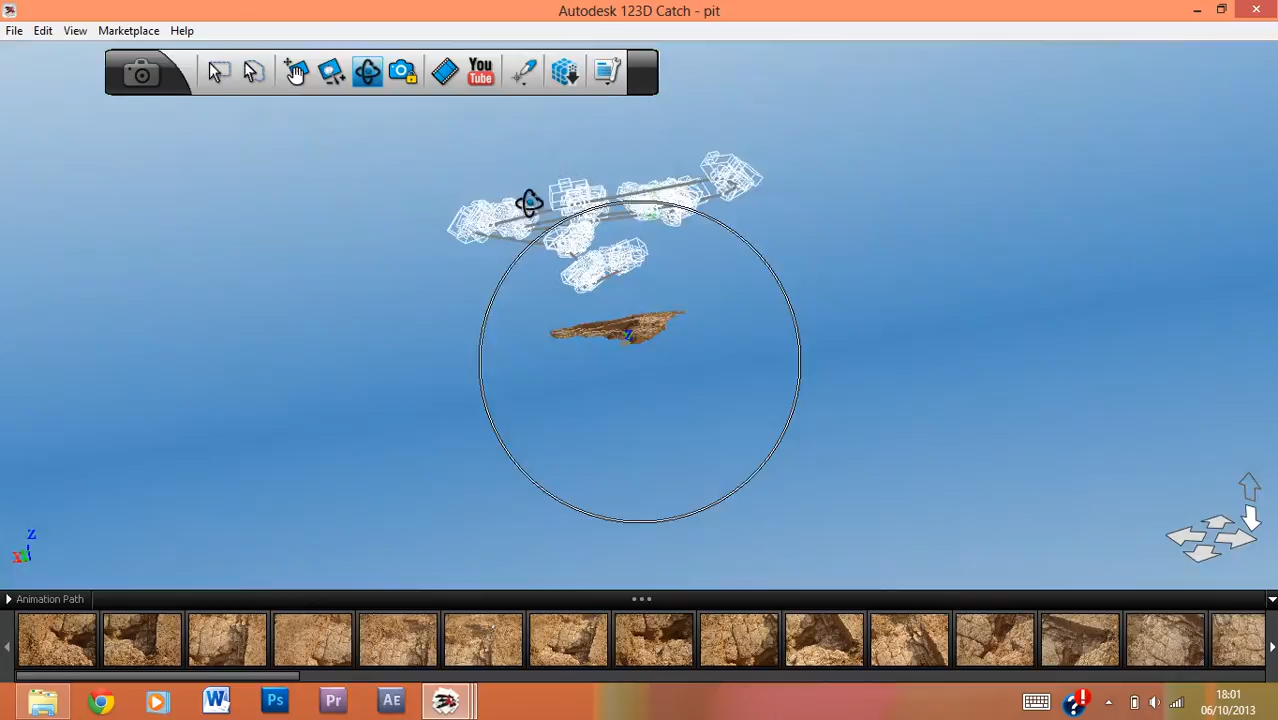 Autodesk 123D Catch - pit
File Edit View Marketplace Help
You
Tube
Z
Z
Animation Path
W Ps Pr AE
18:01
06/10/2013